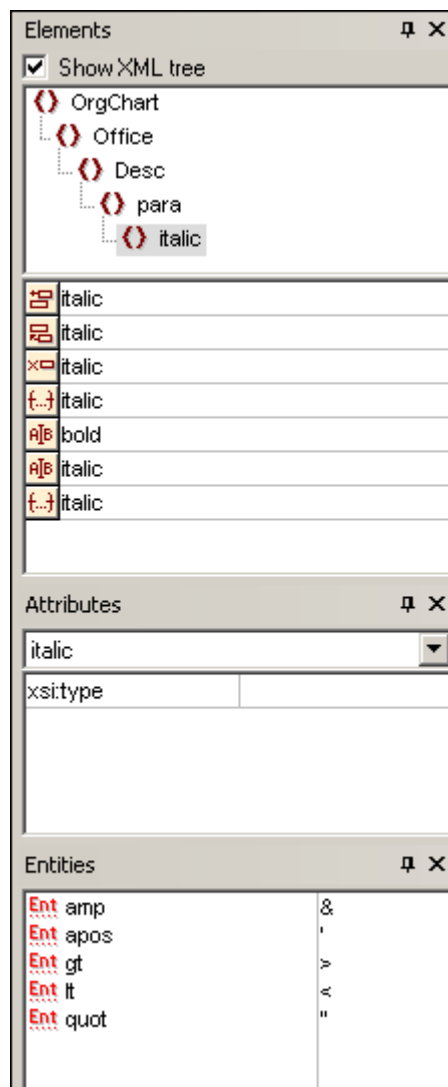 Elements
Show XML tree
OrgChart
Office
Desc
para
italic
italic
italic
italic
italic
A B bold
A B italic
italic
Attributes
italic
xsi:type
Entities
Ent amp &
Ent apos '
Ent gt >
Ent lt <
Ent quot "